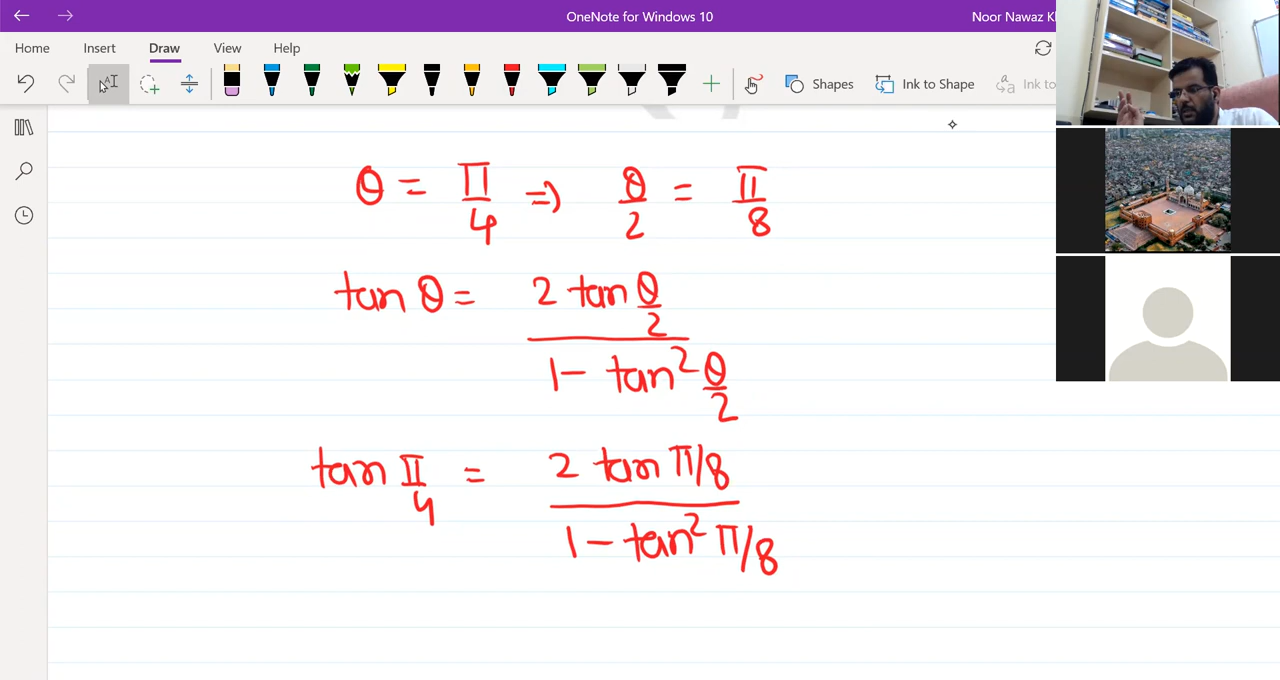 OneNote for Windows 10
Noor Nawaz Kh
Home Insert Draw View Help
Shapes Ink to Shape Ink to
θ = π/4 ⇒ θ/2 = π/8
tan θ = 2 tan θ/2 / 1 - tan² θ/2
tan π/4 = 2 tan π/8 / 1 - tan² π/8